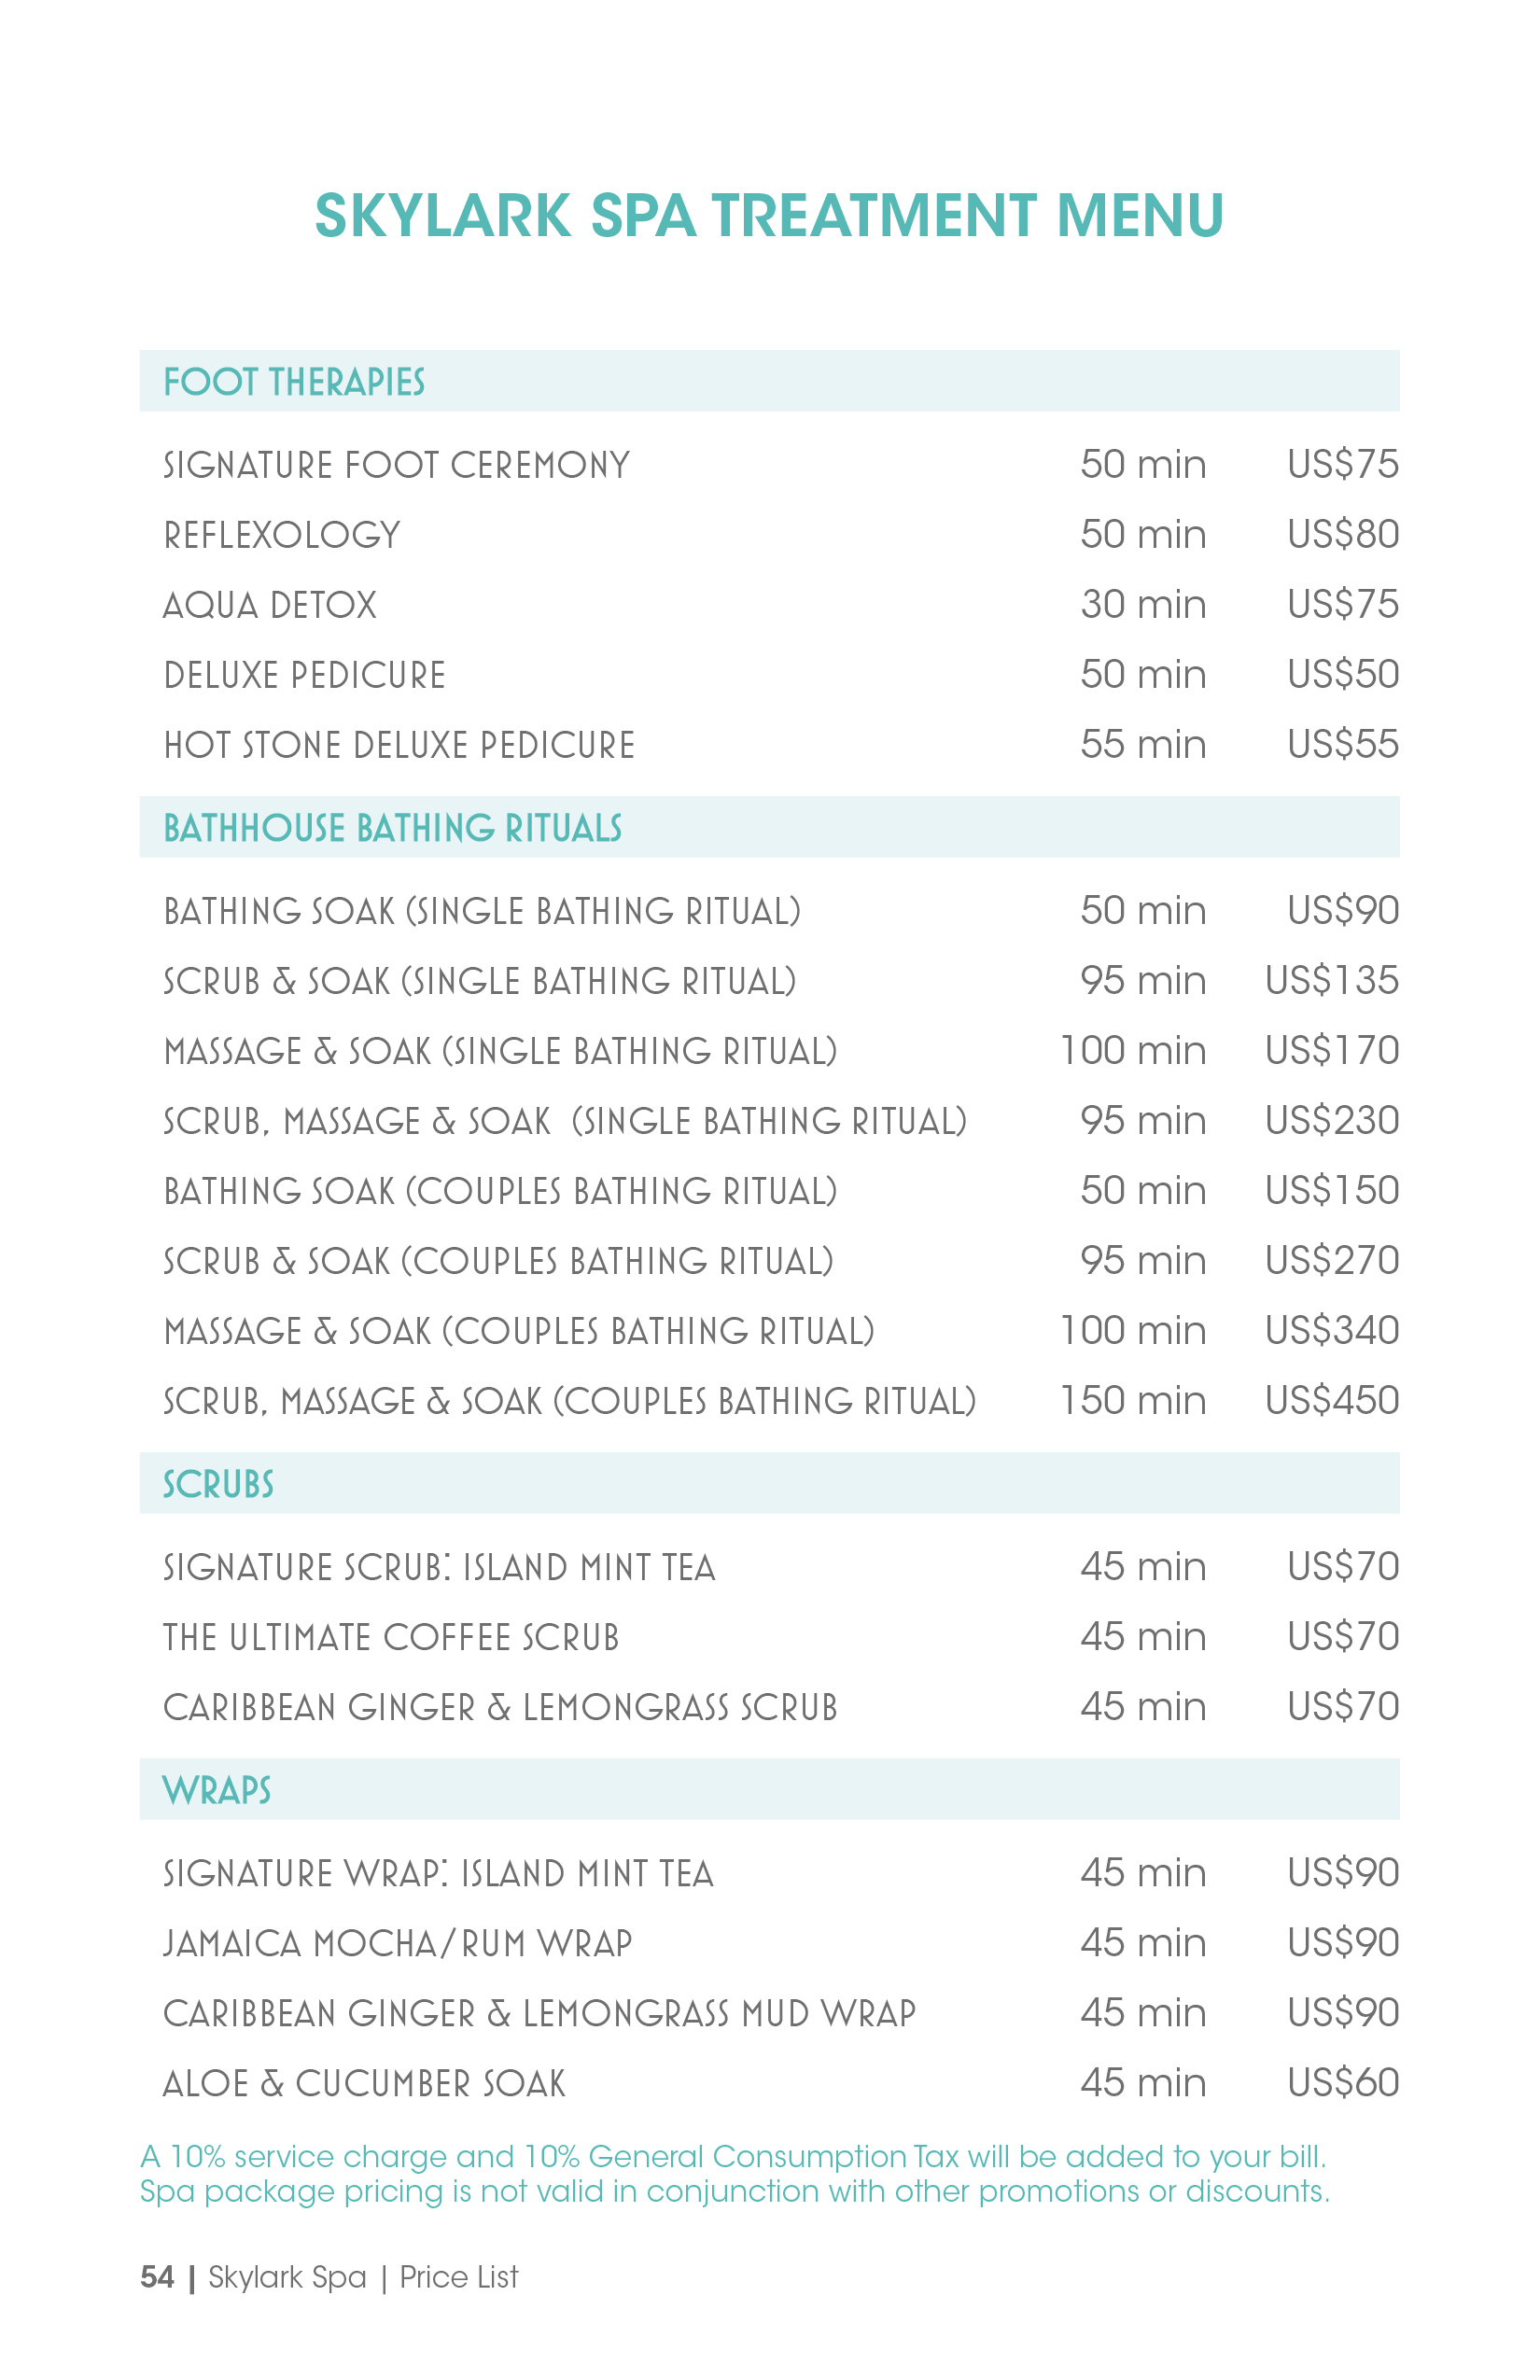 SKYLARK SPA TREATMENT MENU
FOOT THERAPIES
SIGNATURE FOOT CEREMONY 50 min US$75
REFLEXOLOGY 50 min US$80
AQUA DETOX 30 min US$75
DELUXE PEDICURE 50 min US$50
HOT STONE DELUXE PEDICURE 55 min US$55
BATHHOUSE BATHING RITUALS
BATHING SOAK (SINGLE BATHING RITUAL) 50 min US$90
SCRUB & SOAK (SINGLE BATHING RITUAL) 95 min US$135
MASSAGE & SOAK (SINGLE BATHING RITUAL) 100 min US$170
SCRUB, MASSAGE & SOAK (SINGLE BATHING RITUAL) 95 min US$230
BATHING SOAK (COUPLES BATHING RITUAL) 50 min US$150
SCRUB & SOAK (COUPLES BATHING RITUAL) 95 min US$270
MASSAGE & SOAK (COUPLES BATHING RITUAL) 100 min US$340
SCRUB, MASSAGE & SOAK (COUPLES BATHING RITUAL) 150 min US$450
SCRUBS
SIGNATURE SCRUB: ISLAND MINT TEA 45 min US$70
THE ULTIMATE COFFEE SCRUB 45 min US$70
CARIBBEAN GINGER & LEMONGRASS SCRUB 45 min US$70
WRAPS
SIGNATURE WRAP: ISLAND MINT TEA 45 min US$90
JAMAICA MOCHA/RUM WRAP 45 min US$90
CARIBBEAN GINGER & LEMONGRASS MUD WRAP 45 min US$90
ALOE & CUCUMBER SOAK 45 min US$60
A 10% service charge and 10% General Consumption Tax will be added to your bill.
Spa package pricing is not valid in conjunction with other promotions or discounts.
54 | Skylark Spa | Price List